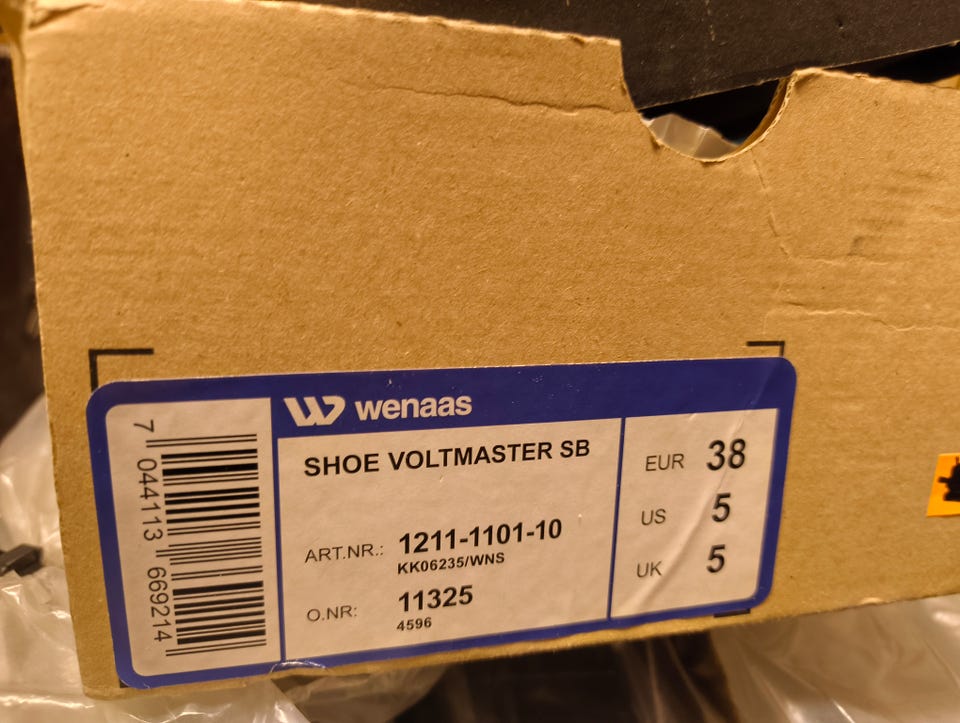 wenaas
SHOE VOLTMASTER SB
ART.NR.: 1211-1101-10
KK06235/WNS
O.NR: 11325
4596
EUR 38
US 5
UK 5
7 044113 669214